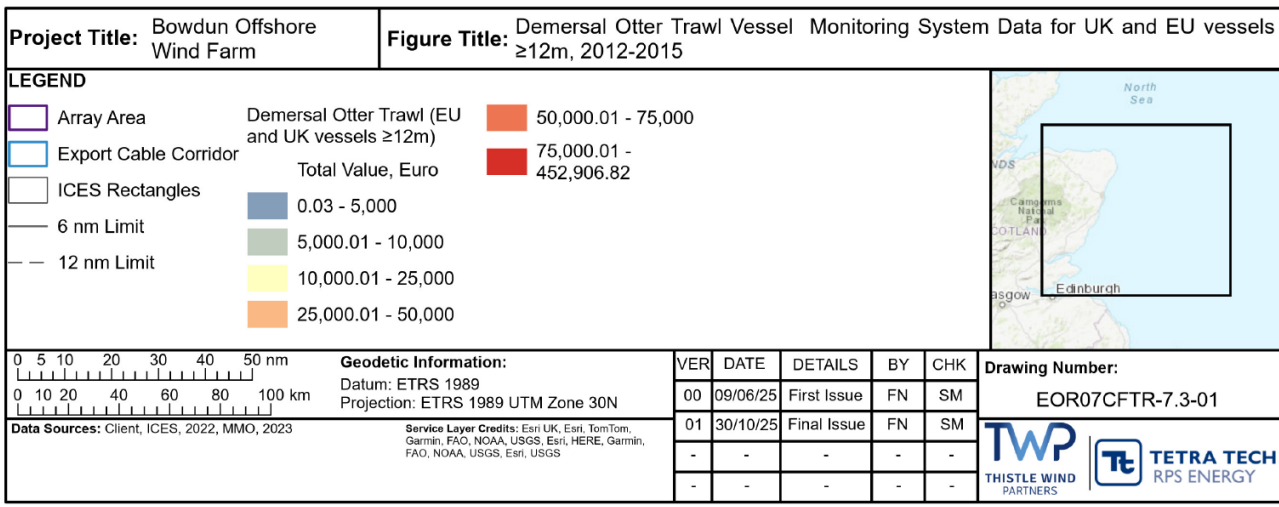 Project Title: Bowdun Offshore
Wind Farm
Figure Title: Demersal Otter Trawl Vessel Monitoring System Data for UK and EU vessels
≥12m, 2012-2015
LEGEND
Array Area
Export Cable Corridor
ICES Rectangles
6 nm Limit
12 nm Limit
Demersal Otter Trawl (EU
and UK vessels ≥12m)
Total Value, Euro
0.03 - 5,000
5,000.01 - 10,000
10,000.01 - 25,000
25,000.01 - 50,000
50,000.01 - 75,000
75,000.01 -
452,906.82
North
Sea
NDS
Cairngorms
National
Park
COTLAND
asgow
Edinburgh
0 5 10 20 30 40 50 nm
0 10 20 40 60 80 100 km
Geodetic Information:
Datum: ETRS 1989
Projection: ETRS 1989 UTM Zone 30N
Data Sources: Client, ICES, 2022, MMO, 2023
Service Layer Credits: Esri UK, Esri, TomTom,
Garmin, FAO, NOAA, USGS, Esri, HERE, Garmin,
FAO, NOAA, USGS, Esri, USGS
VER DATE DETAILS BY CHK
00 09/06/25 First Issue FN SM
01 30/10/25 Final Issue FN SM
- - - - -
- - - - -
Drawing Number:
EOR07CFTR-7.3-01
TWP
THISTLE WIND
PARTNERS
Tt
TETRA TECH
RPS ENERGY